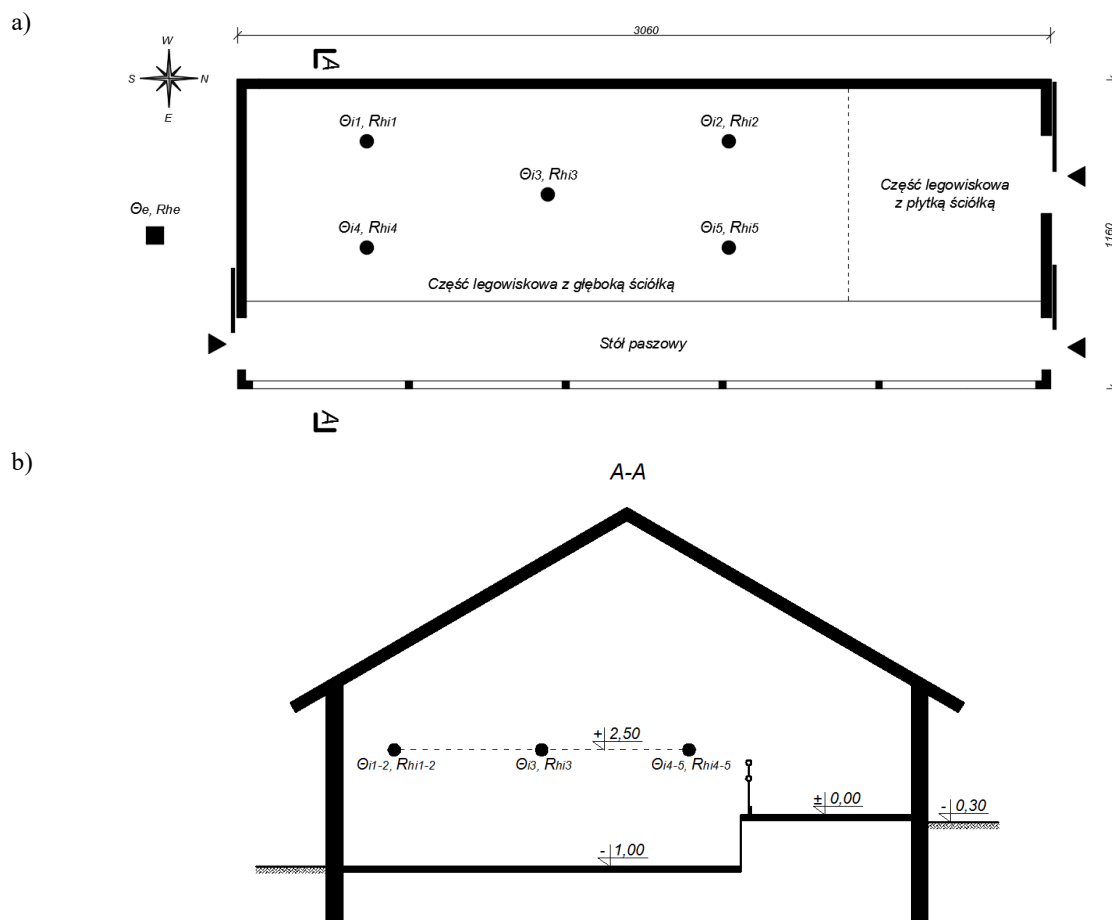 a)
3060
W
S N
E
A
Θi1, Rhi1
Θi2, Rhi2
Θi3, Rhi3
Część legowiskowa
z płytką ściółką
Θe, Rhe
Θi4, Rhi4
Θi5, Rhi5
1160
Część legowiskowa z głęboką ściółką
Stół paszowy
A
b)
A-A
+ 2,50
Θi1-2, Rhi1-2
Θi3, Rhi3
Θi4-5, Rhi4-5
± 0,00
- 0,30
- 1,00